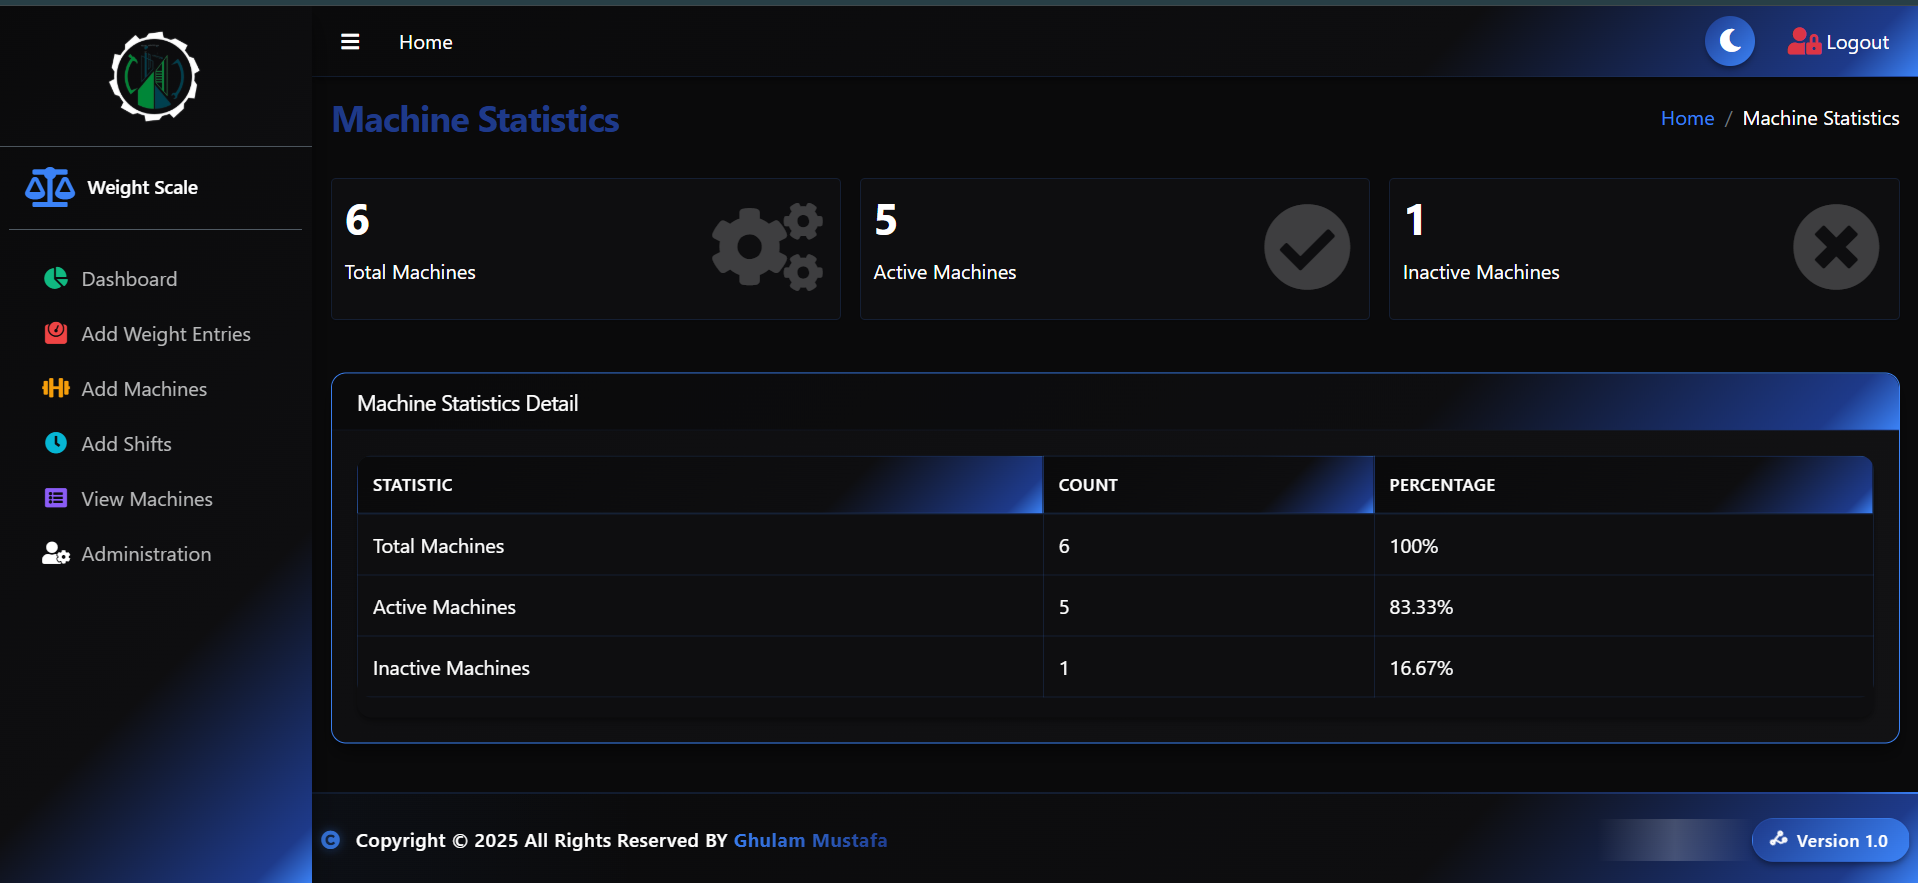 Home
Logout
Weight Scale
Dashboard
Add Weight Entries
Add Machines
Add Shifts
View Machines
Administration
Machine Statistics
Home / Machine Statistics
6
Total Machines
5
Active Machines
1
Inactive Machines
Machine Statistics Detail
STATISTIC COUNT PERCENTAGE
Total Machines 6 100%
Active Machines 5 83.33%
Inactive Machines 1 16.67%
Copyright © 2025 All Rights Reserved BY Ghulam Mustafa
Version 1.0